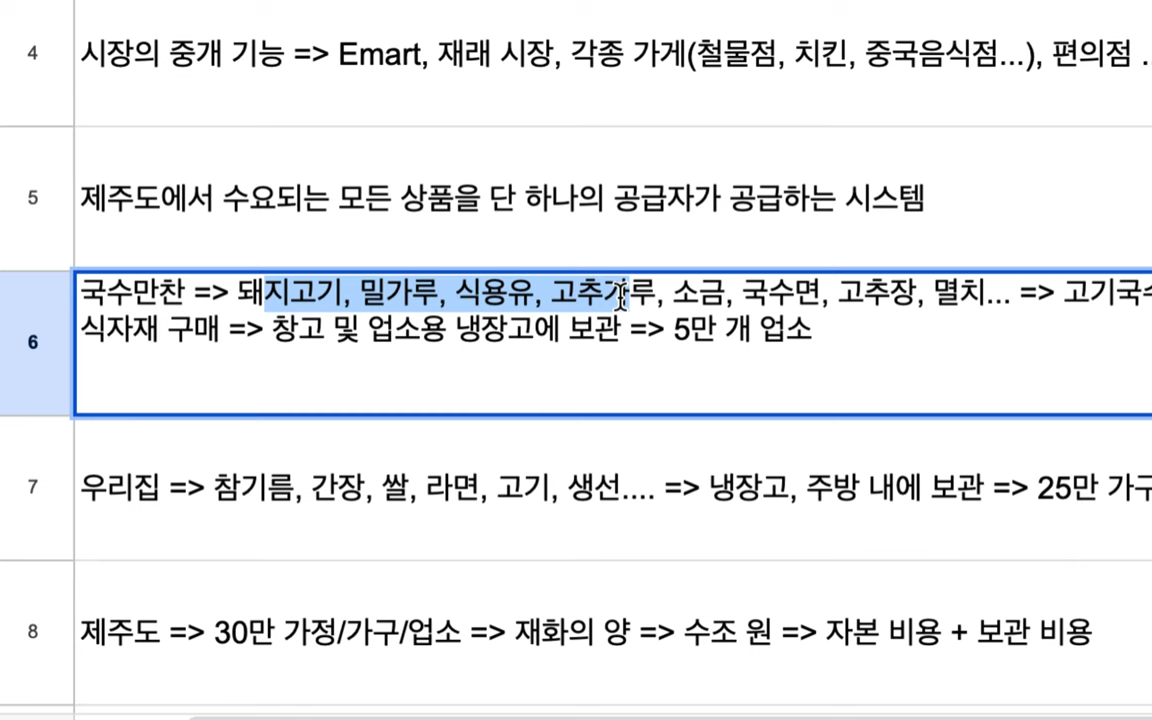 4
시장의 중개 기능 => Emart, 재래 시장, 각종 가게(철물점, 치킨, 중국음식점...), 편의점 ..
5
제주도에서 수요되는 모든 상품을 단 하나의 공급자가 공급하는 시스템
6
국수만찬 => 돼지고기, 밀가루, 식용유, 고추가루, 소금, 국수면, 고추장, 멸치... => 고기국수
식자재 구매 => 창고 및 업소용 냉장고에 보관 => 5만 개 업소
7
우리집 => 참기름, 간장, 쌀, 라면, 고기, 생선.... => 냉장고, 주방 내에 보관 => 25만 가구
8
제주도 => 30만 가정/가구/업소 => 재화의 양 => 수조 원 => 자본 비용 + 보관 비용